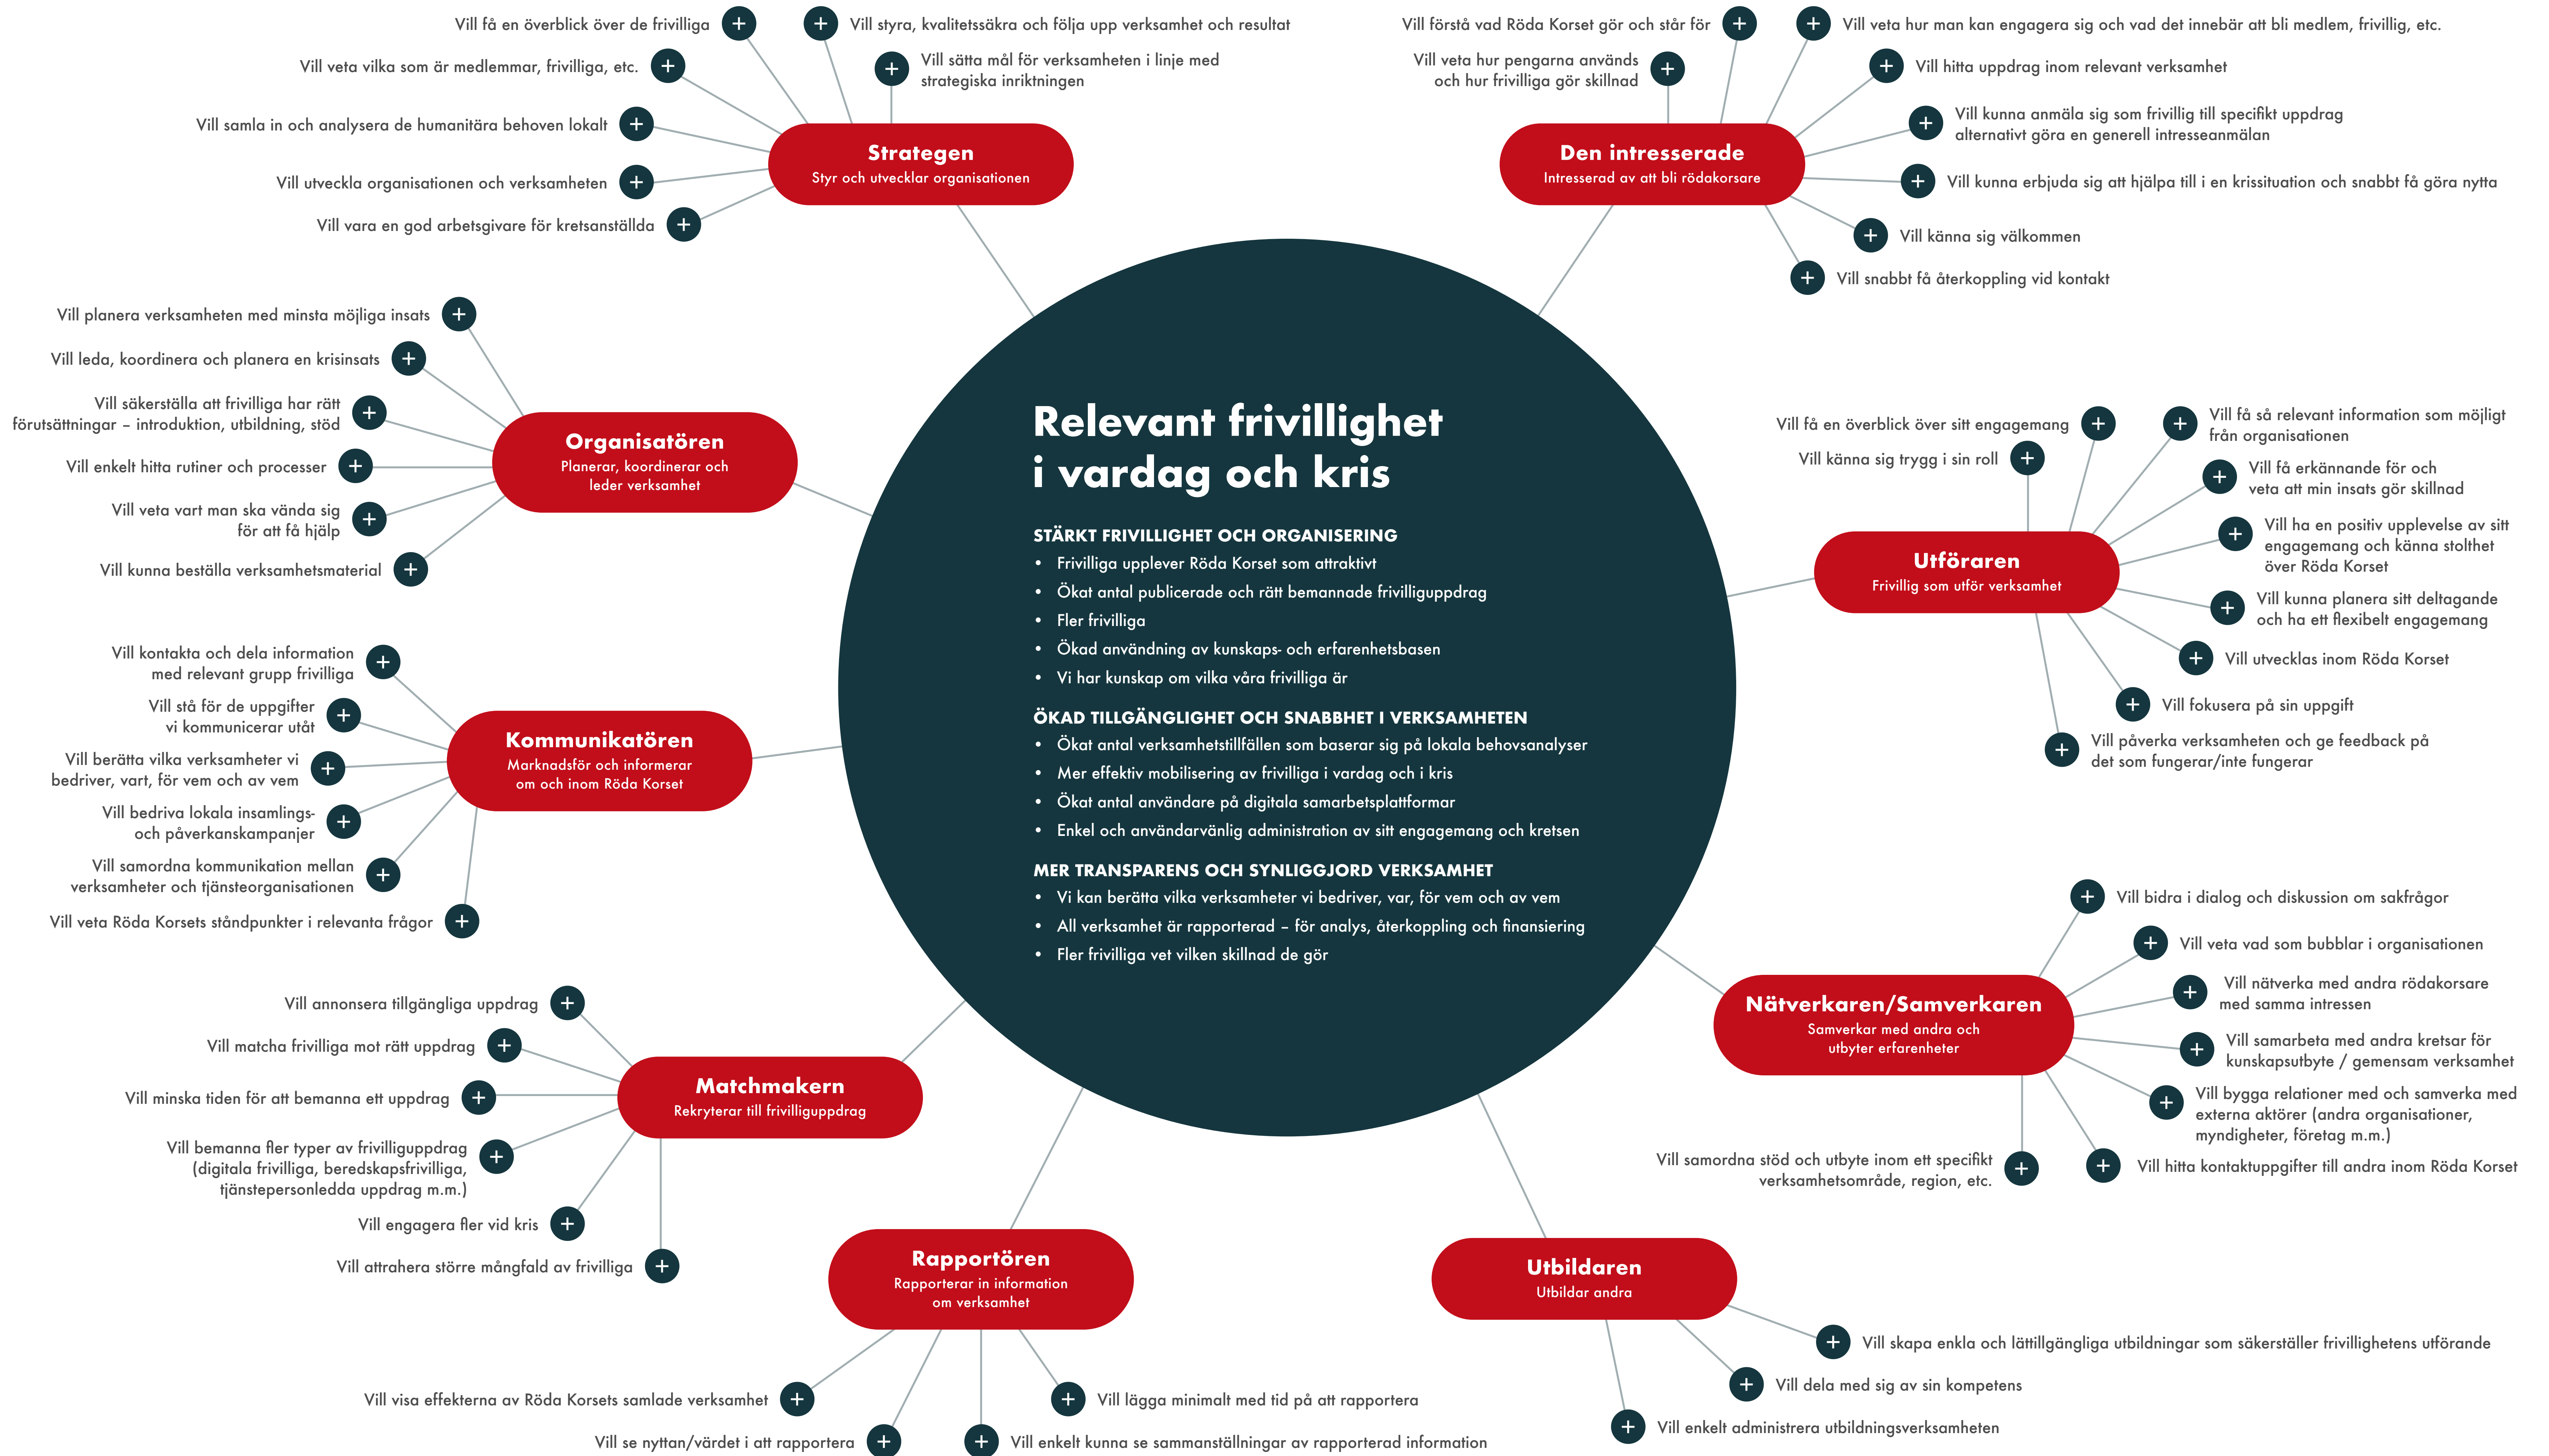 Vill få en överblick över de frivilliga
Vill veta vilka som är medlemmar, frivilliga, etc.
Vill samla in och analysera de humanitära behoven lokalt
Vill utveckla organisationen och verksamheten
Vill vara en god arbetsgivare för kretsanställda
Vill styra, kvalitetssäkra och följa upp verksamhet och resultat
Vill sätta mål för verksamheten i linje med
strategiska inriktningen
Strategen
Styr och utvecklar organisationen
Vill förstå vad Röda Korset gör och står för
Vill veta hur pengarna används
och hur frivilliga gör skillnad
Vill veta hur man kan engagera sig och vad det innebär att bli medlem, frivillig, etc.
Vill hitta uppdrag inom relevant verksamhet
Vill kunna anmäla sig som frivillig till specifikt uppdrag
alternativt göra en generell intresseanmälan
Vill kunna erbjuda sig att hjälpa till i en krissituation och snabbt få göra nytta
Vill känna sig välkommen
Vill snabbt få återkoppling vid kontakt
Den intresserade
Intresserad av att bli rödakorsare
Vill planera verksamheten med minsta möjliga insats
Vill leda, koordinera och planera en krisinsats
Vill säkerställa att frivilliga har rätt
förutsättningar – introduktion, utbildning, stöd
Vill enkelt hitta rutiner och processer
Vill veta vart man ska vända sig
för att få hjälp
Vill kunna beställa verksamhetsmaterial
Organisatören
Planerar, koordinerar och
leder verksamhet
Relevant frivillighet
i vardag och kris
STÄRKT FRIVILLIGHET OCH ORGANISERING
• Frivilliga upplever Röda Korset som attraktivt
• Ökat antal publicerade och rätt bemannade frivilliguppdrag
• Fler frivilliga
• Ökad användning av kunskaps- och erfarenhetsbasen
• Vi har kunskap om vilka våra frivilliga är
ÖKAD TILLGÄNGLIGHET OCH SNABBHET I VERKSAMHETEN
• Ökat antal verksamhetstillfällen som baserar sig på lokala behovsanalyser
• Mer effektiv mobilisering av frivilliga i vardag och i kris
• Ökat antal användare på digitala samarbetsplattformar
• Enkel och användarvänlig administration av sitt engagemang och kretsen
MER TRANSPARENS OCH SYNLIGGJORD VERKSAMHET
• Vi kan berätta vilka verksamheter vi bedriver, var, för vem och av vem
• All verksamhet är rapporterad – för analys, återkoppling och finansiering
• Fler frivilliga vet vilken skillnad de gör
Vill få en överblick över sitt engagemang
Vill känna sig trygg i sin roll
Vill få så relevant information som möjligt
från organisationen
Vill få erkännande för och
veta att min insats gör skillnad
Vill ha en positiv upplevelse av sitt
engagemang och känna stolthet
över Röda Korset
Vill kunna planera sitt deltagande
och ha ett flexibelt engagemang
Vill utvecklas inom Röda Korset
Vill fokusera på sin uppgift
Vill påverka verksamheten och ge feedback på
det som fungerar/inte fungerar
Utföraren
Frivillig som utför verksamhet
Vill kontakta och dela information
med relevant grupp frivilliga
Vill stå för de uppgifter
vi kommunicerar utåt
Vill berätta vilka verksamheter vi
bedriver, vart, för vem och av vem
Vill bedriva lokala insamlings-
och påverkanskampanjer
Vill samordna kommunikation mellan
verksamheter och tjänsteorganisationen
Vill veta Röda Korsets ståndpunkter i relevanta frågor
Kommunikatören
Marknadsför och informerar
om och inom Röda Korset
Vill bidra i dialog och diskussion om sakfrågor
Vill veta vad som bubblar i organisationen
Vill nätverka med andra rödakorsare
med samma intressen
Vill samarbeta med andra kretsar för
kunskapsutbyte / gemensam verksamhet
Vill bygga relationer med och samverka med
externa aktörer (andra organisationer,
myndigheter, företag m.m.)
Vill hitta kontaktuppgifter till andra inom Röda Korset
Vill samordna stöd och utbyte inom ett specifikt
verksamhetsområde, region, etc.
Nätverkaren/Samverkaren
Samverkar med andra och
utbyter erfarenheter
Vill annonsera tillgängliga uppdrag
Vill matcha frivilliga mot rätt uppdrag
Vill minska tiden för att bemanna ett uppdrag
Vill bemanna fler typer av frivilliguppdrag
(digitala frivilliga, beredskapsfrivilliga,
tjänstepersonledda uppdrag m.m.)
Vill engagera fler vid kris
Vill attrahera större mångfald av frivilliga
Matchmakern
Rekryterar till frivilliguppdrag
Rapportören
Rapporterar in information
om verksamhet
Vill visa effekterna av Röda Korsets samlade verksamhet
Vill se nyttan/värdet i att rapportera
Vill lägga minimalt med tid på att rapportera
Vill enkelt kunna se sammanställningar av rapporterad information
Utbildaren
Utbildar andra
Vill skapa enkla och lättillgängliga utbildningar som säkerställer frivillighetens utförande
Vill dela med sig av sin kompetens
Vill enkelt administrera utbildningsverksamheten